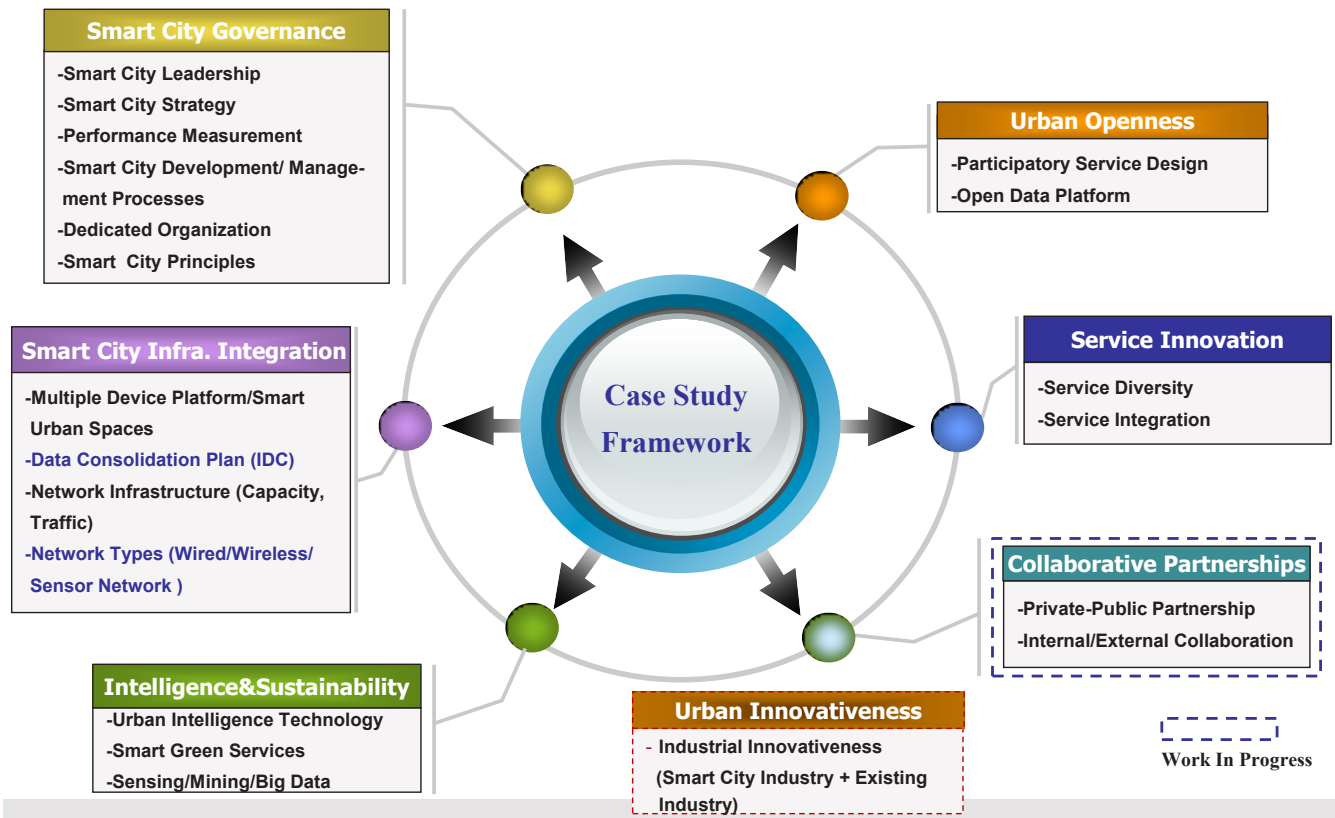 Smart City Governance
-Smart City Leadership
-Smart City Strategy
-Performance Measurement
-Smart City Development/ Manage-
ment Processes
-Dedicated Organization
-Smart City Principles
Urban Openness
-Participatory Service Design
-Open Data Platform
Smart City Infra. Integration
-Multiple Device Platform/Smart
Urban Spaces
-Data Consolidation Plan (IDC)
-Network Infrastructure (Capacity,
Traffic)
-Network Types (Wired/Wireless/
Sensor Network )
Case Study
Framework
Service Innovation
-Service Diversity
-Service Integration
Collaborative Partnerships
-Private-Public Partnership
-Internal/External Collaboration
Intelligence&Sustainability
-Urban Intelligence Technology
-Smart Green Services
-Sensing/Mining/Big Data
Urban Innovativeness
- Industrial Innovativeness
(Smart City Industry + Existing
Industry)
Work In Progress